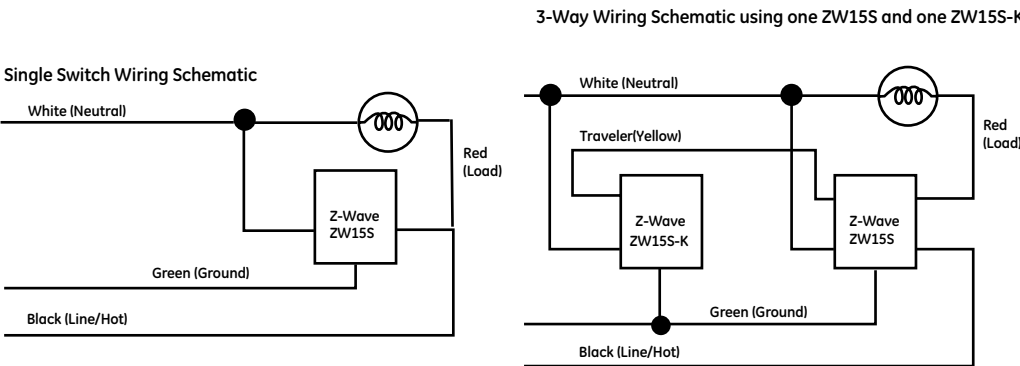 3-Way Wiring Schematic using one ZW15S and one ZW15S-K
Single Switch Wiring Schematic
White (Neutral)
Red
(Load)
Z-Wave
ZW15S
Green (Ground)
Black (Line/Hot)
White (Neutral)
Traveler(Yellow)
Red
(Load)
Z-Wave
ZW15S-K
Z-Wave
ZW15S
Green (Ground)
Black (Line/Hot)